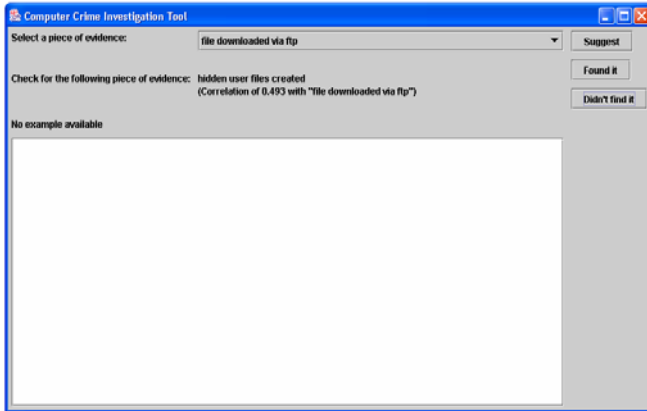 Computer Crime Investigation Tool
Select a piece of evidence:
file downloaded via ftp
Suggest
Check for the following piece of evidence:
hidden user files created
(Correlation of 0.493 with "file downloaded via ftp")
Found it
Didn't find it
No example available